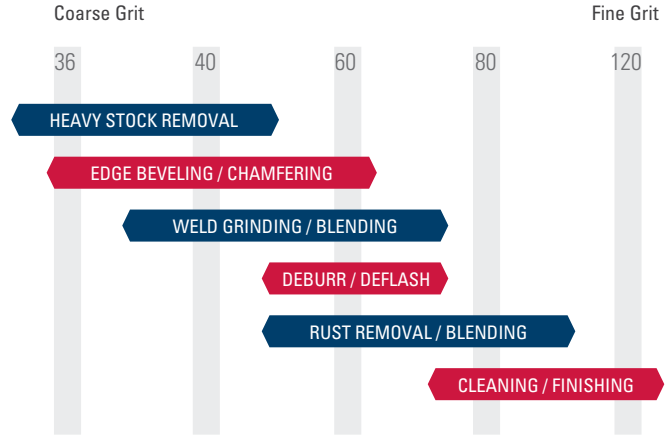 Coarse Grit Fine Grit
36 40 60 80 120
HEAVY STOCK REMOVAL
EDGE BEVELING / CHAMFERING
WELD GRINDING / BLENDING
DEBURR / DEFLASH
RUST REMOVAL / BLENDING
CLEANING / FINISHING